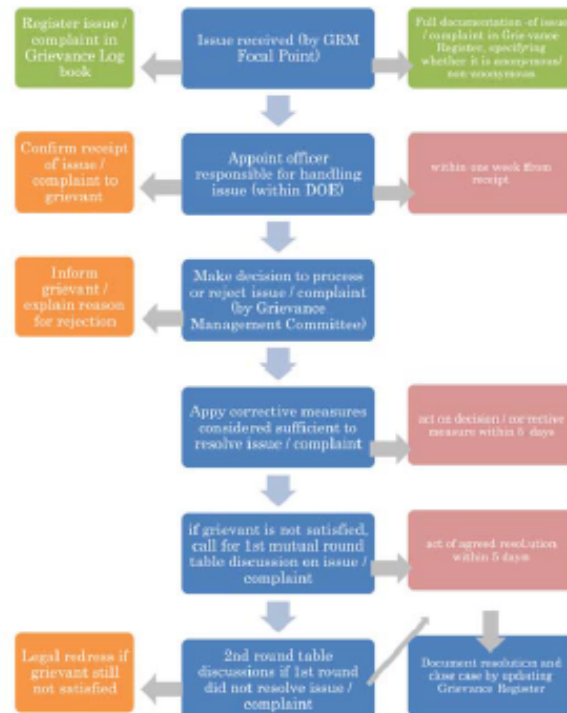 Register issue /
complaint in
Grievance Log
book
Issue received (by GRM
Focal Point)
Full documentation of issue
/ complaint in Grievance
Register, specifying
whether it is anonymous/
non-anonymous
Confirm receipt
of issue /
complaint to
grievant
Appoint officer
responsible for handling
issue (within DOE)
within one week from
receipt
Inform
grievant /
explain reason
for rejection
Make decision to process
or reject issue / complaint
(by Grievance
Management Committee)
Appy corrective measures
considered sufficient to
resolve issue / complaint
act on decision / corrective
measure within 5 days
if grievant is not satisfied,
call for 1st mutual round
table discussion on issue /
complaint
act of agreed resolution
within 5 days
Legal redress if
grievant still
not satisfied
2nd round table
discussions if 1st round
did not resolve issue /
complaint
Document resolution and
close case by updating
Grievance Register